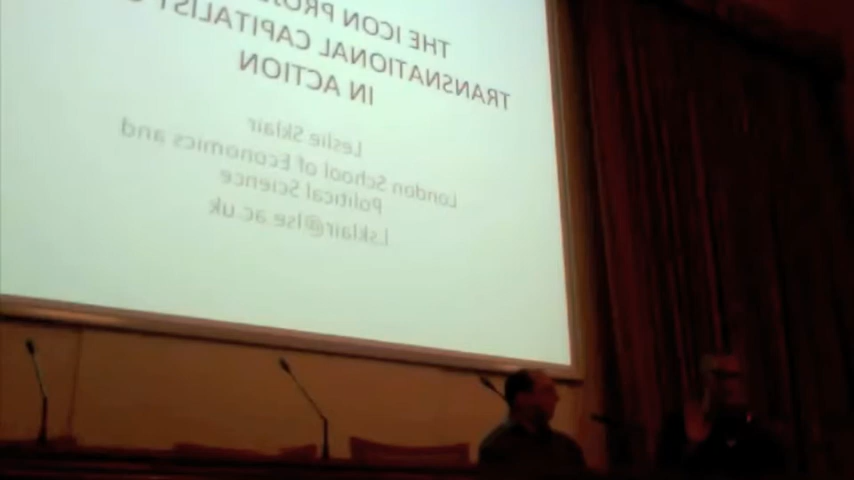 THE ICON
TRANSNATIONAL CAPITALIST
IN ACTION
Leslie Sklair
London School of Economics and
Political Science
l.sklair@lse.ac.uk